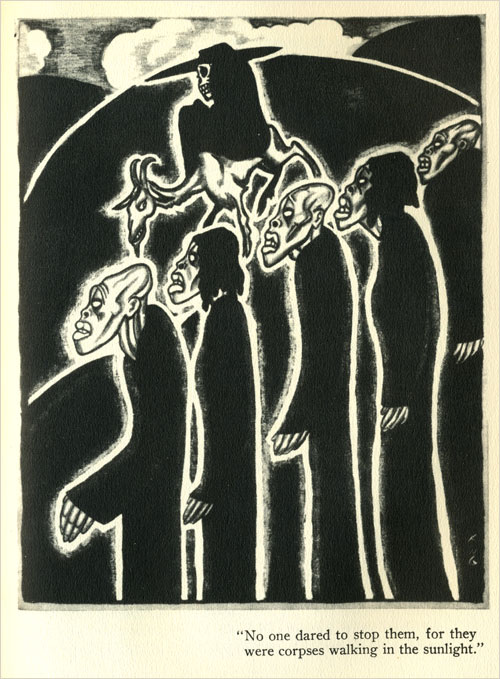 “No one dared to stop them, for they
were corpses walking in the sunlight.”